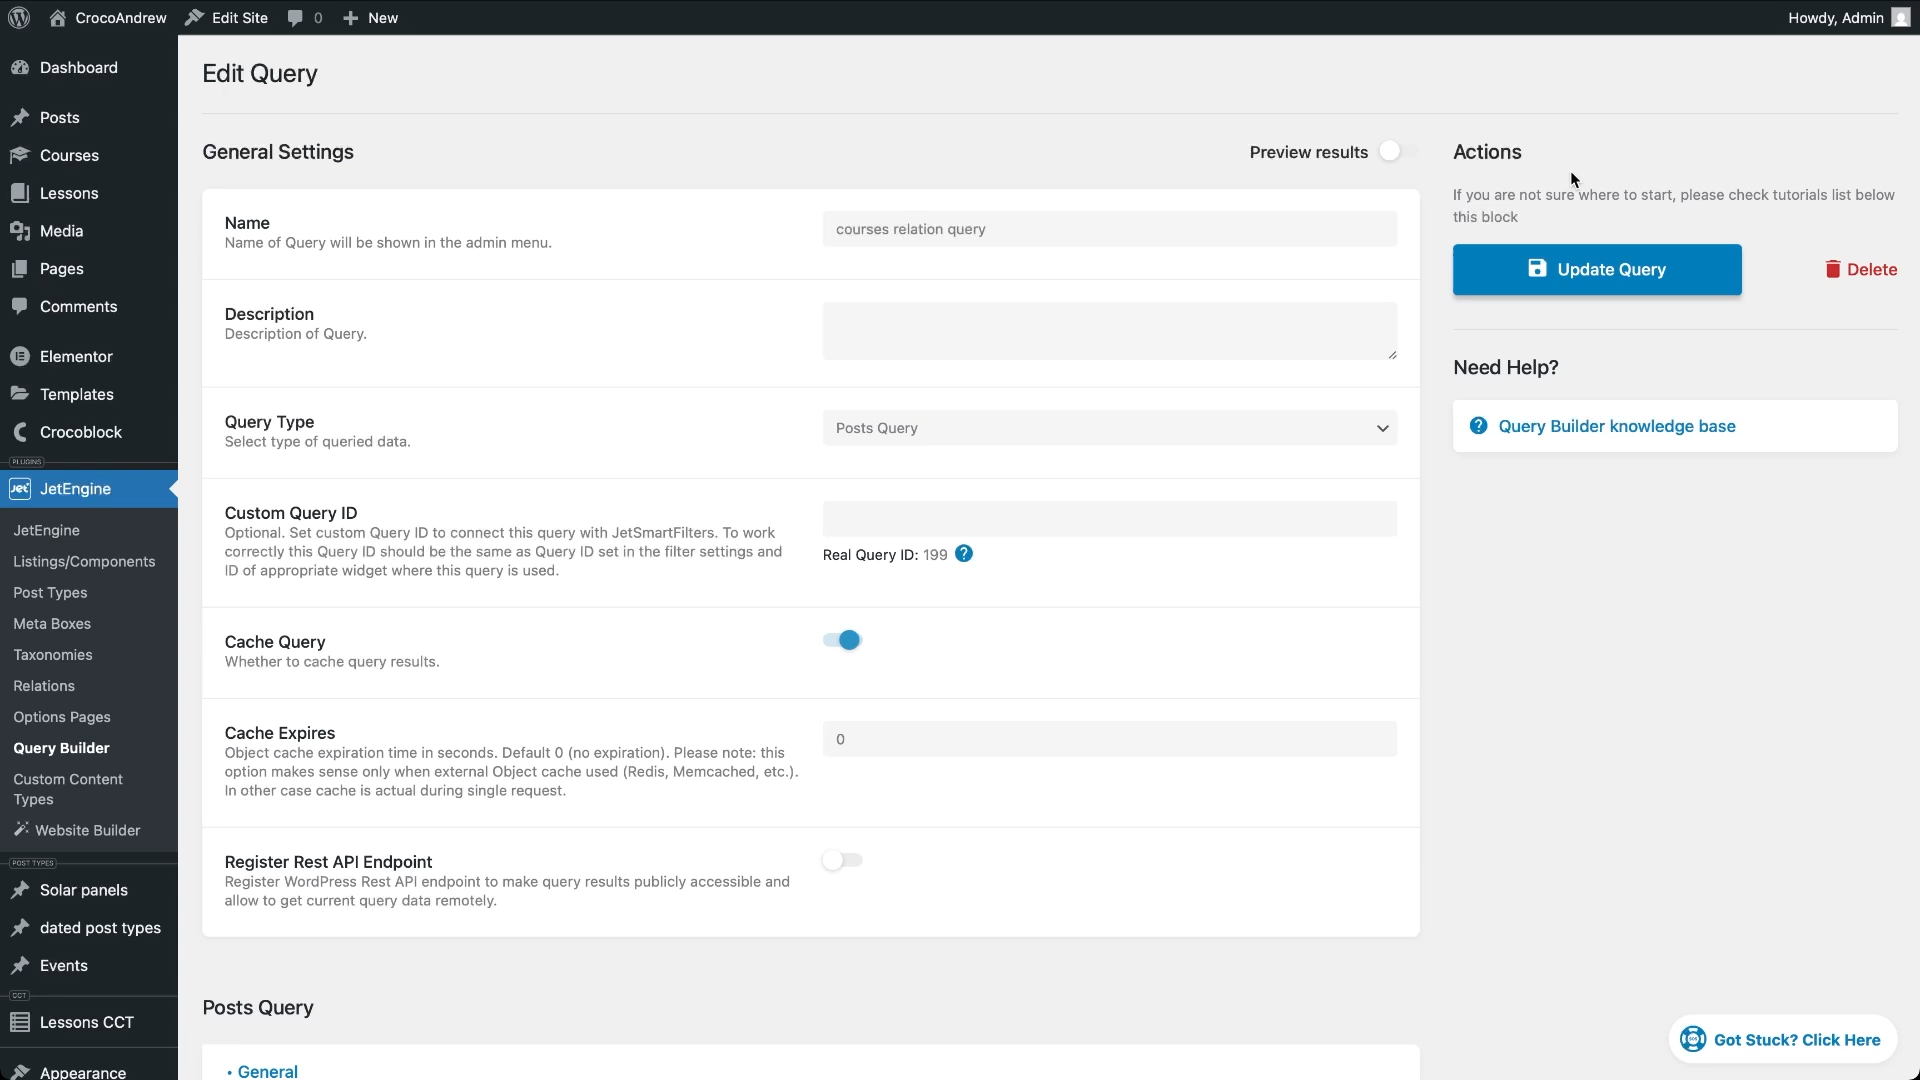 CrocoAndrew
Edit Site
0
New
Howdy, Admin
Dashboard
Posts
Courses
Lessons
Media
Pages
Comments
Elementor
Templates
Crocoblock
PLUGINS
Jet
JetEngine
JetEngine
Listings/Components
Post Types
Meta Boxes
Taxonomies
Relations
Options Pages
Query Builder
Custom Content
Types
Website Builder
POST TYPES
Solar panels
dated post types
Events
CCT
Lessons CCT
Appearance
Edit Query
General Settings
Preview results
Name
Name of Query will be shown in the admin menu.
courses relation query
Description
Description of Query.
Query Type
Select type of queried data.
Posts Query
Custom Query ID
Optional. Set custom Query ID to connect this query with JetSmartFilters. To work
correctly this Query ID should be the same as Query ID set in the filter settings and
ID of appropriate widget where this query is used.
Real Query ID: 199 ?
Cache Query
Whether to cache query results.
Cache Expires
Object cache expiration time in seconds. Default 0 (no expiration). Please note: this
option makes sense only when external Object cache used (Redis, Memcached, etc.).
In other case cache is actual during single request.
0
Register Rest API Endpoint
Register WordPress Rest API endpoint to make query results publicly accessible and
allow to get current query data remotely.
Posts Query
• General
Actions
If you are not sure where to start, please check tutorials list below
this block
Update Query
Delete
Need Help?
? Query Builder knowledge base
Got Stuck? Click Here